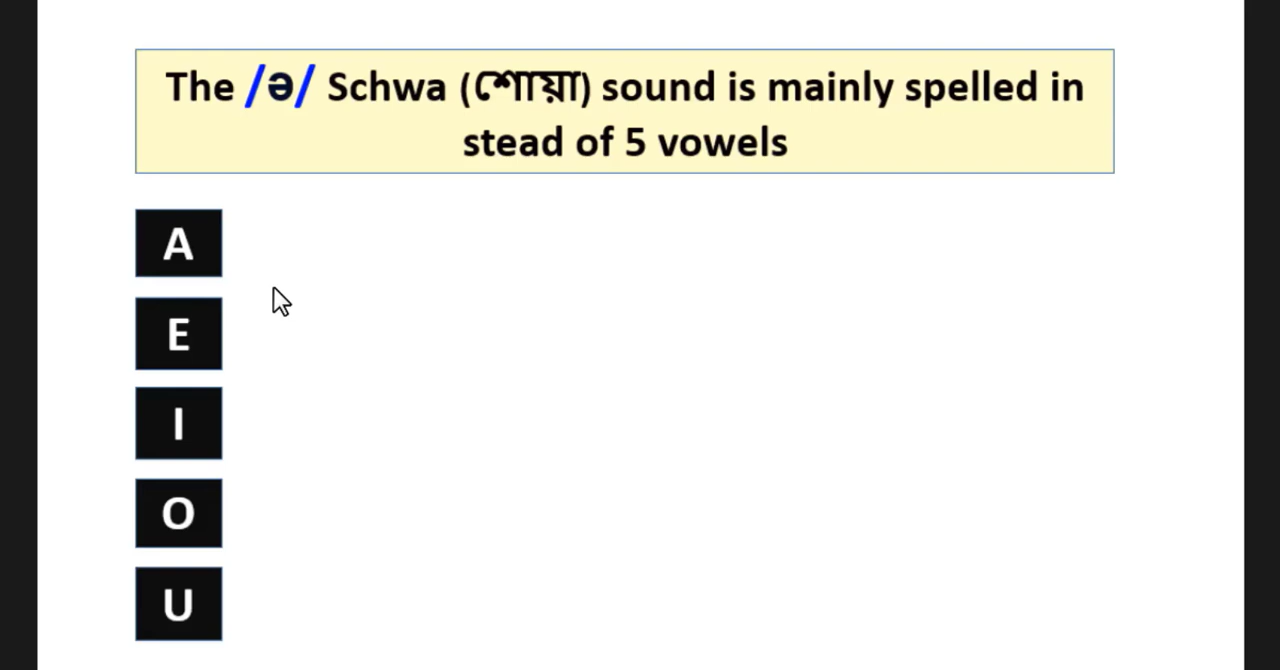 The /ə/ Schwa (শোয়া) sound is mainly spelled in
stead of 5 vowels
A
E
I
O
U